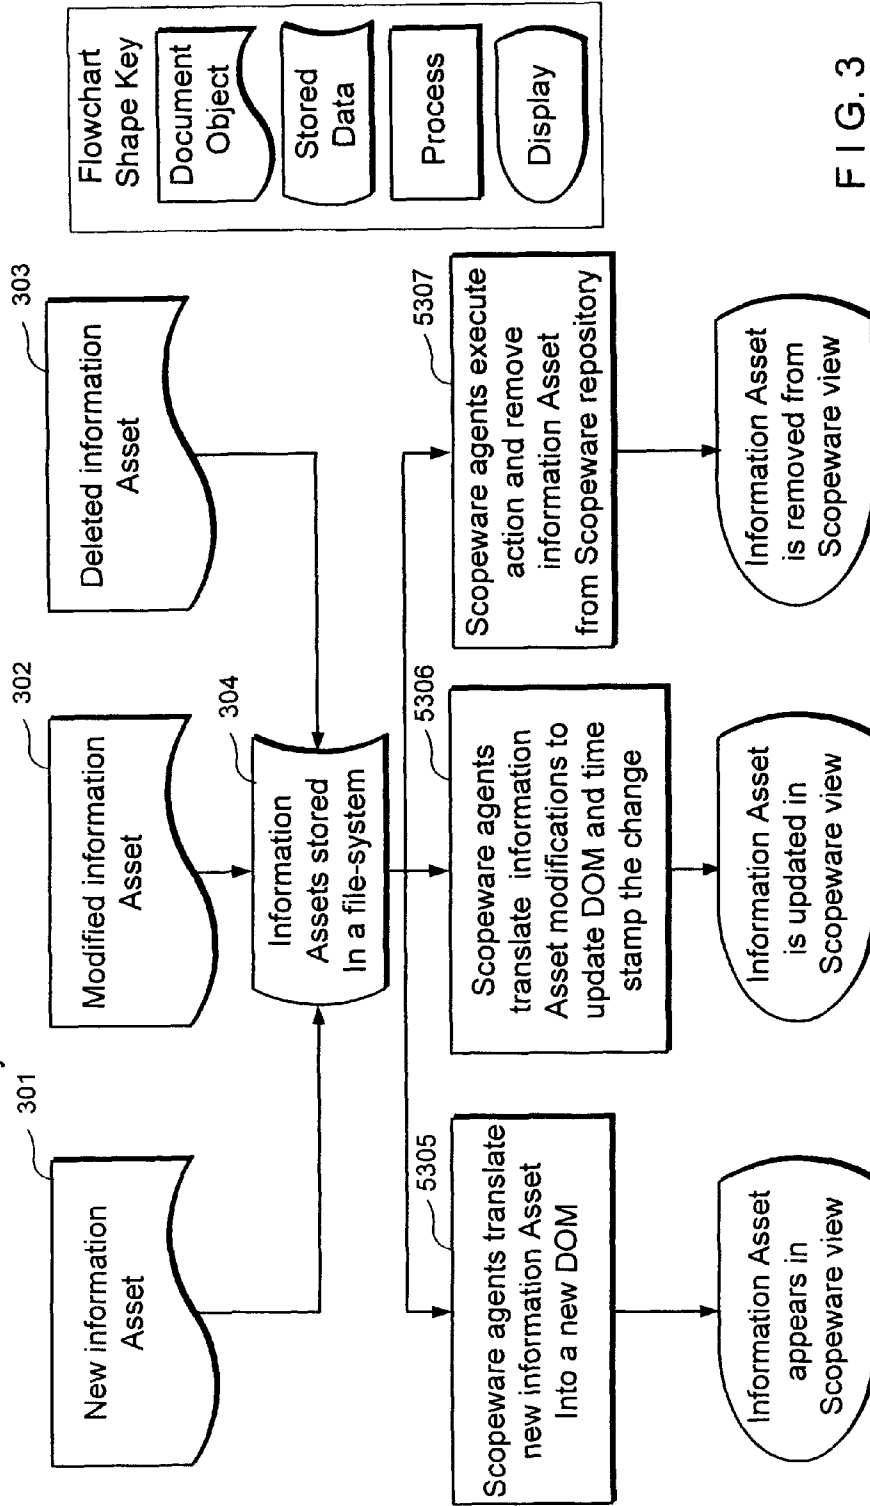 301
New information
Asset
302
Modified information
Asset
303
Deleted information
Asset
304
Information
Assets stored
In a file-system
5305
Scopeware agents translate
new information Asset
Into a new DOM
5306
Scopeware agents
translate information
Asset modifications to
update DOM and time
stamp the change
5307
Scopeware agents execute
action and remove
information Asset
from Scopeware repository
Information Asset
appears in
Scopeware view
Information Asset
is updated in
Scopeware view
Information Asset
is removed from
Scopeware view
Flowchart
Shape Key
Document
Object
Stored
Data
Process
Display
FIG. 3